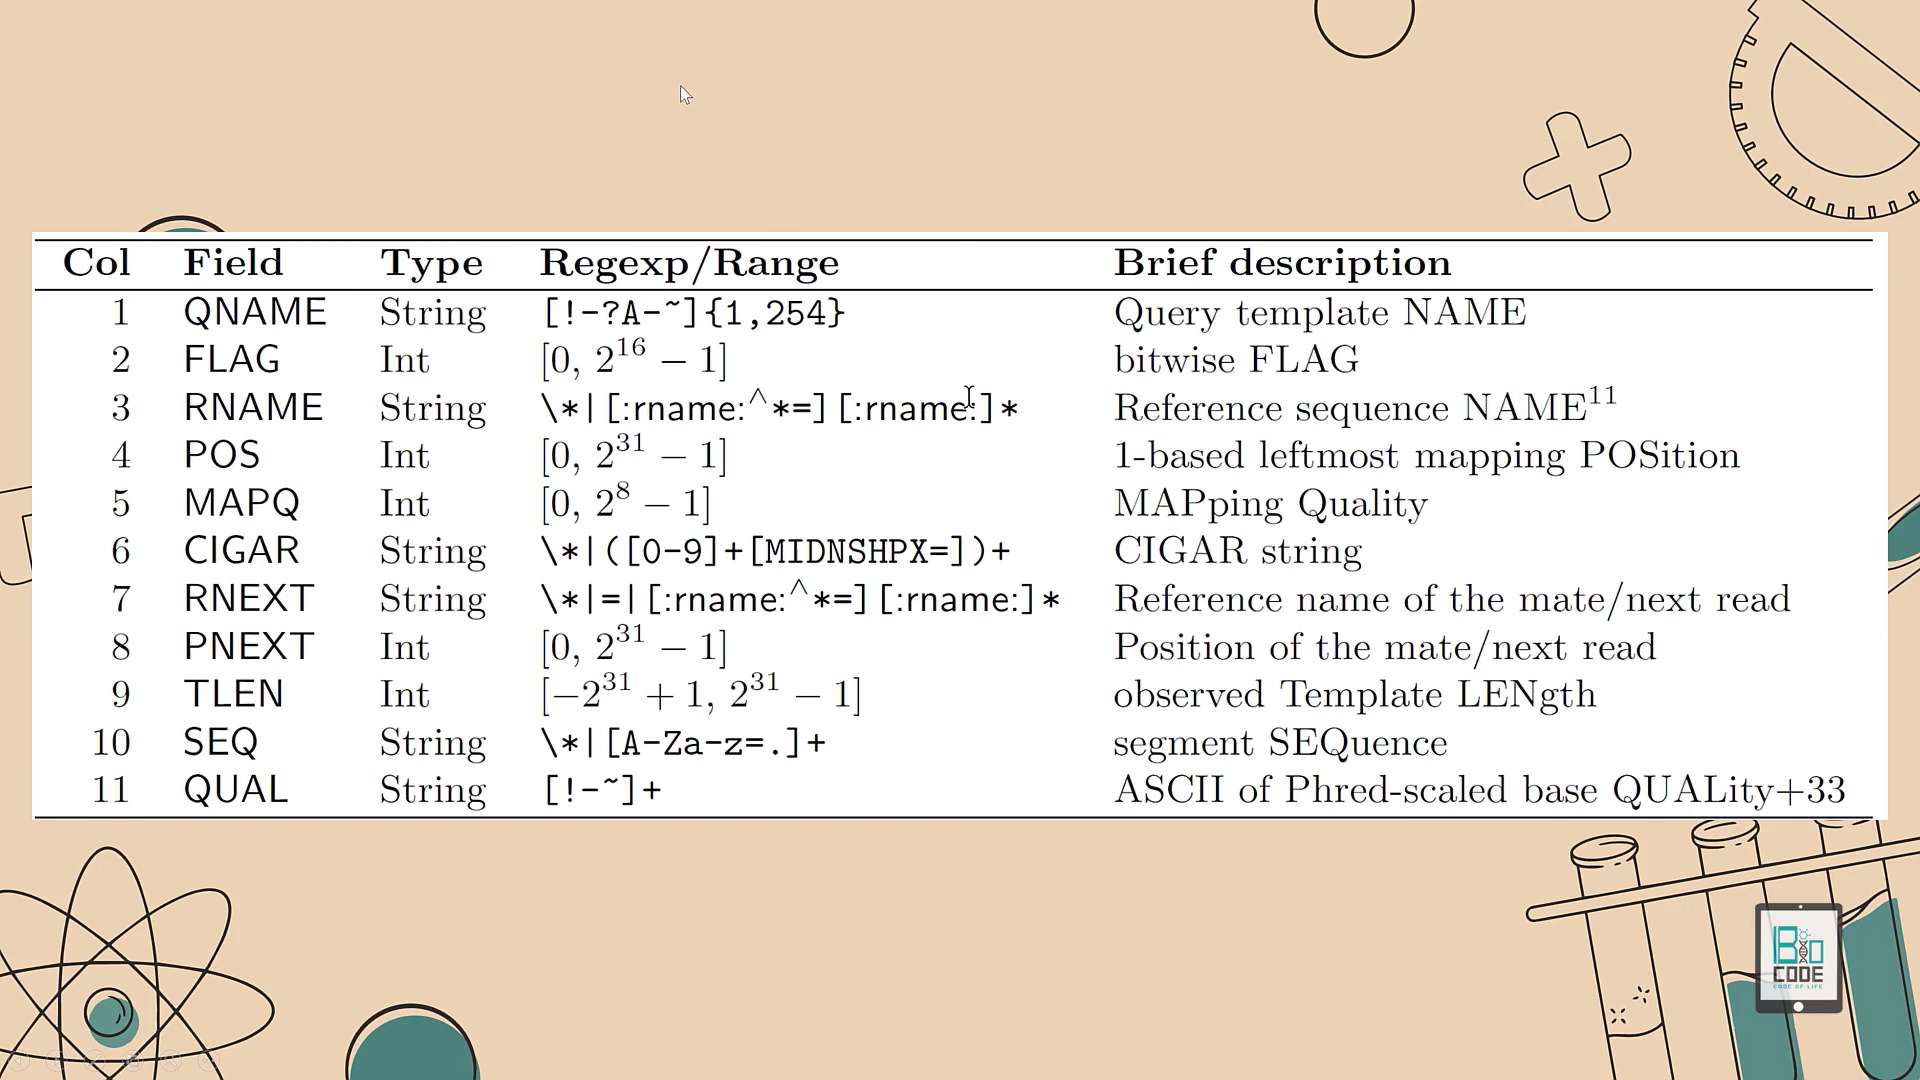 Col Field Type Regexp/Range Brief description
1 QNAME String [!-?A-~]{1,254} Query template NAME
2 FLAG Int [0, 2^16 − 1] bitwise FLAG
3 RNAME String \*|[:rname:^*=][:rname:]* Reference sequence NAME^11
4 POS Int [0, 2^31 − 1] 1-based leftmost mapping POSition
5 MAPQ Int [0, 2^8 − 1] MAPping Quality
6 CIGAR String \*|([0-9]+[MIDNSHPX=])+ CIGAR string
7 RNEXT String \*|=|[:rname:^*=][:rname:]* Reference name of the mate/next read
8 PNEXT Int [0, 2^31 − 1] Position of the mate/next read
9 TLEN Int [−2^31 + 1, 2^31 − 1] observed Template LENgth
10 SEQ String \*|[A-Za-z=.]+ segment SEQuence
11 QUAL String [!-~]+ ASCII of Phred-scaled base QUALity+33
BIO
CODE
CODE OF LIFE